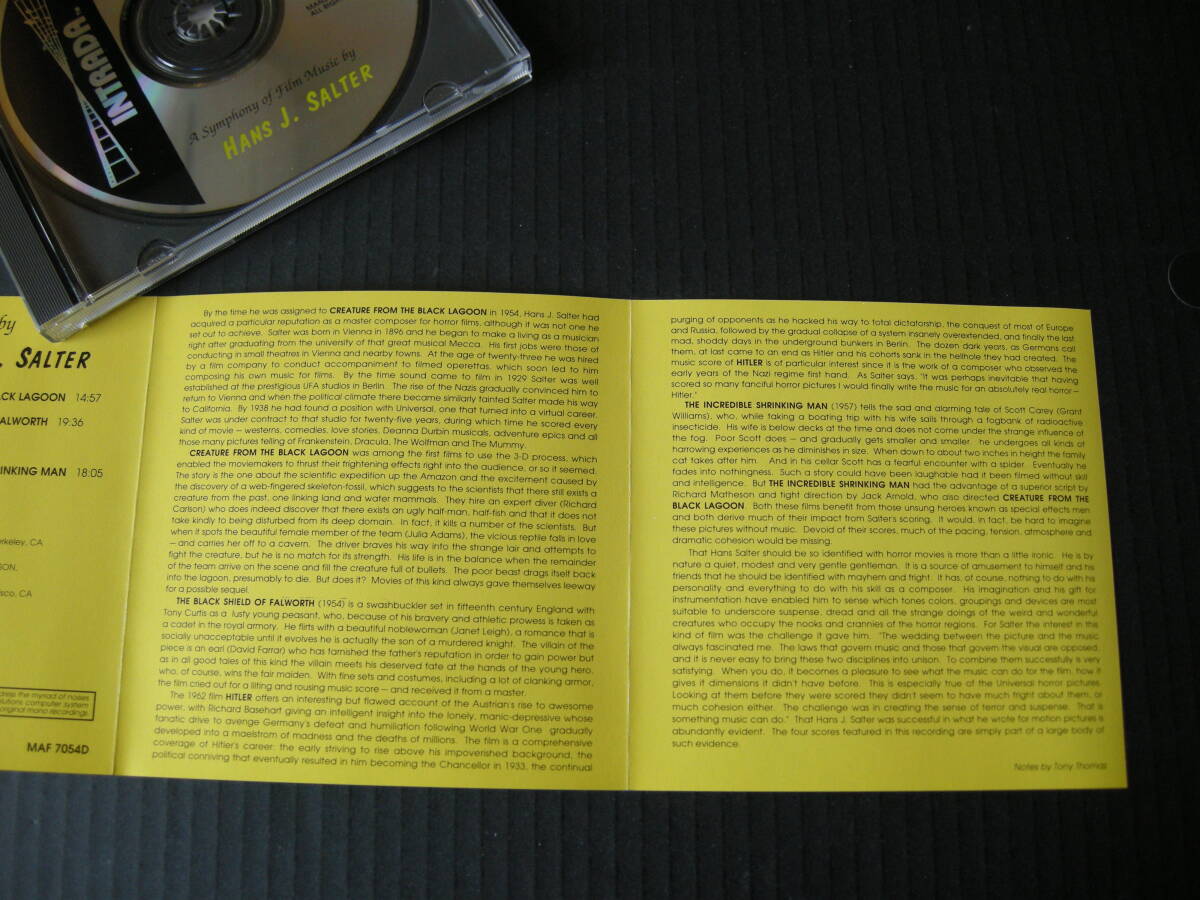 MAN
ALL RIGH
INTRADA
A Symphony of Film Music by
HANS J. SALTER
by
. SALTER
ACK LAGOON 14:57
ALWORTH 19:36
INKING MAN 18:05
erkeley, CA
SON,
isco, CA
ress the myriad of noises
olutions computer system
original mono recordings.
MAF 7054D
By the time he was assigned to CREATURE FROM THE BLACK LAGOON in 1954, Hans J. Salter had
acquired a particular reputation as a master composer for horror films, although it was not one he
set out to achieve. Salter was born in Vienna in 1896 and he began to make a living as a musician
right after graduating from the university of that great musical Mecca. His first jobs were those of
conducting in small theatres in Vienna and nearby towns. At the age of twenty-three he was hired
by a film company to conduct accompaniment to filmed operettas, which soon led to him
composing his own music for films. By the time sound came to film in 1929 Salter was well
established at the prestigious UFA studios in Berlin. The rise of the Nazis gradually convinced him to
return to Vienna and when the political climate there became similarly tainted Salter made his way
to California. By 1938 he had found a position with Universal, one that turned into a virtual career.
Salter was under contract to that studio for twenty-five years, during which time he scored every
kind of movie — westerns, comedies, love stories, Deanna Durbin musicals, adventure epics and all
those many pictures telling of Frankenstein, Dracula, The Wolfman and The Mummy.
CREATURE FROM THE BLACK LAGOON was among the first films to use the 3-D process, which
enabled the moviemakers to thrust their frightening effects right into the audience, or so it seemed.
The story is the one about the scientific expedition up the Amazon and the excitement caused by
the discovery of a web-fingered skeleton-fossil, which suggests to the scientists that there still exists a
creature from the past, one linking land and water mammals. They hire an expert diver (Richard
Carlson) who does indeed discover that there exists an ugly half-man, half-fish and that it does not
take kindly to being disturbed from its deep domain. In fact, it kills a number of the scientists. But
when it spots the beautiful female member of the team (Julia Adams), the vicious reptile falls in love
— and carries her off to a cavern. The driver braves his way into the strange lair and attempts to
fight the creature, but he is no match for its strength. His life is in the balance when the remainder
of the team arrive on the scene and fill the creature full of bullets. The poor beast drags itself back
into the lagoon, presumably to die. But does it? Movies of this kind always gave themselves leeway
for a possible sequel.
THE BLACK SHIELD OF FALWORTH (1954) is a swashbuckler set in fifteenth century England with
Tony Curtis as a lusty young peasant, who, because of his bravery and athletic prowess is taken as
a cadet in the royal army. He flirts with a beautiful noblewoman (Janet Leigh), a romance that is
socially unacceptable until it evolves he is actually the son of a murdered knight. The villain of the
piece is an earl (David Farrar) who has tarnished the father's reputation in order to gain power but
as in all good tales of this kind the villain meets his deserved fate at the hands of the young hero,
who, of course, wins the fair maiden. With fine sets and costumes, including a lot of clanking armor,
the film cried out for a lilting and rousing music score — and received it from a master.
The 1962 film HITLER offers an interesting but flawed account of the Austrian's rise to awesome
power, with Richard Basehart giving an intelligent insight into the lonely, manic-depressive whose
fanatic drive to avenge Germany's defeat and humiliation following World War One gradually
developed into a maelstrom of madness and the deaths of millions. The film is a comprehensive
coverage of Hitler's career: the early striving to rise above his impoverished background, the
political conniving that eventually resulted in him becoming the Chancellor in 1933, the continual
purging of opponents as he hacked his way to total dictatorship, the conquest of most of Europe
and Russia, followed by the gradual collapse of a system insanely overextended, and finally the last
mad, shoddy days in the underground bunkers in Berlin. The dozen dark years, as Germans call
them, at last came to an end as Hitler and his cohorts sank in the hellhole they had created. The
music score of HITLER is of particular interest since it is the work of a composer who observed the
early years of the Nazi regime first hand. As Salter says, "It was perhaps inevitable that having
scored so many fanciful horror pictures I would finally write the music for an absolutely real horror —
Hitler."
THE INCREDIBLE SHRINKING MAN (1957) tells the sad and alarming tale of Scott Carey (Grant
Williams), who, while taking a boating trip with his wife sails through a fogbank of radioactive
insecticide. His wife is below decks at the time and does not come under the strange influence of
the fog. Poor Scott does — and gradually gets smaller and smaller. he undergoes all kinds of
harrowing experiences as he diminishes in size. When down to about two inches in height the family
cat takes after him. And in his cellar Scott has a fearful encounter with a spider. Eventually he
fades into nothingness. Such a story could have been laughable had it been filmed without skill
and intelligence. But THE INCREDIBLE SHRINKING MAN had the advantage of a superior script by
Richard Matheson and tight direction by Jack Arnold, who also directed CREATURE FROM THE
BLACK LAGOON. Both these films benefit from those unsung heroes known as special effects men
and both derive much of their impact from Salter's scoring. It would, in fact, be hard to imagine
these pictures without music. Devoid of their scores, much of the pacing, tension, atmosphere and
dramatic cohesion would be missing.
That Hans Salter should be so identified with horror movies is more than a little ironic. He is by
nature a quiet, modest and very gentle gentleman. It is a source of amusement to himself and his
friends that he should be identified with mayhem and fright. It has, of course, nothing to do with his
personality and everything to do with his skill as a composer. His imagination and his gift for
instrumentation have enabled him to sense which tones colors, groupings and devices are most
suitable to underscore suspense, dread and all the strange doings of the weird and wonderful
creatures who occupy the nooks and crannies of the horror regions. For Salter the interest in this
kind of film was the challenge it gave him. "The wedding between the picture and the music
always fascinated me. The laws that govern music and those that govern the visual are opposed,
and it is never easy to bring these two disciplines into unison. To combine them successfully is very
satisfying. When you do, it becomes a pleasure to see what the music can do for the film, how it
gives it dimensions it didn't have before. This is especially true of the Universal horror pictures.
Looking at them before they were scored they didn't seem to have much fright about them, or
much cohesion either. The challenge was in creating the sense of terror and suspense. That is
something music can do." That Hans J. Salter was successful in what he wrote for motion pictures is
abundantly evident. The four scores featured in this recording are simply part of a large body of
such evidence.
Notes by Tony Thomas